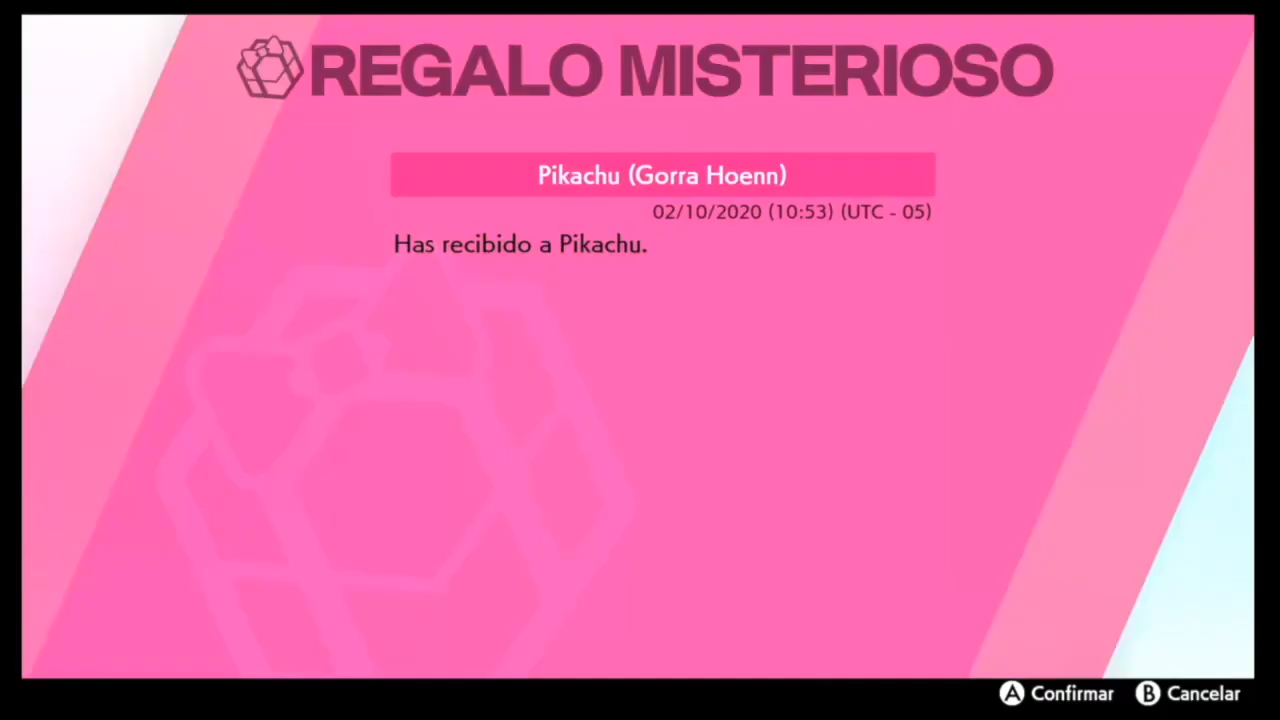 REGALO MISTERIOSO
Pikachu (Gorra Hoenn)
02/10/2020 (10:53) (UTC - 05)
Has recibido a Pikachu.
A Confirmar B Cancelar